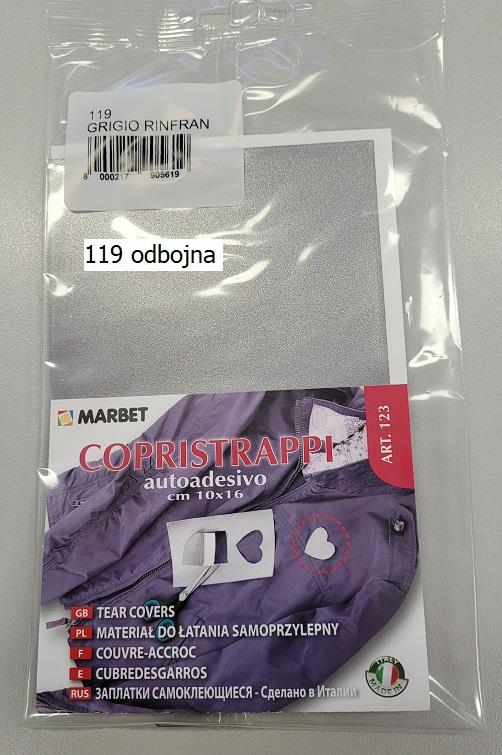 119
GRIGIO RINFRAN
8 000217 905619
119 odbojna
MARBET
COPRISTRAPPI
autoadesivo
cm 10x16
ART. 123
GB TEAR COVERS
PL MATERIAŁ DO ŁATANIA SAMOPRZYLEPNY
F COUVRE-ACCROC
E CUBREDESGARROS
RUS ЗАПЛАТКИ САМОКЛЕЮЩИЕСЯ - Сделано в Италии
ITALY
MADE IN